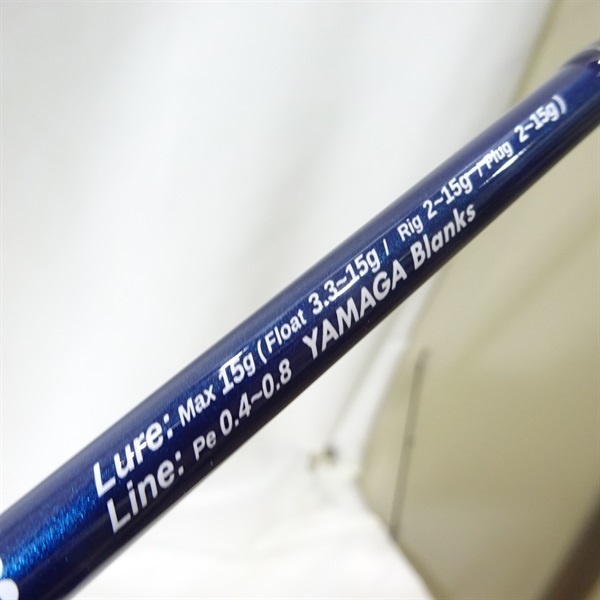 Lure: Max 15g (Float 3.3~15g / Rig 2~15g / Plug 2~15g)
Line: Pe 0.4~0.8 YAMAGA Blanks